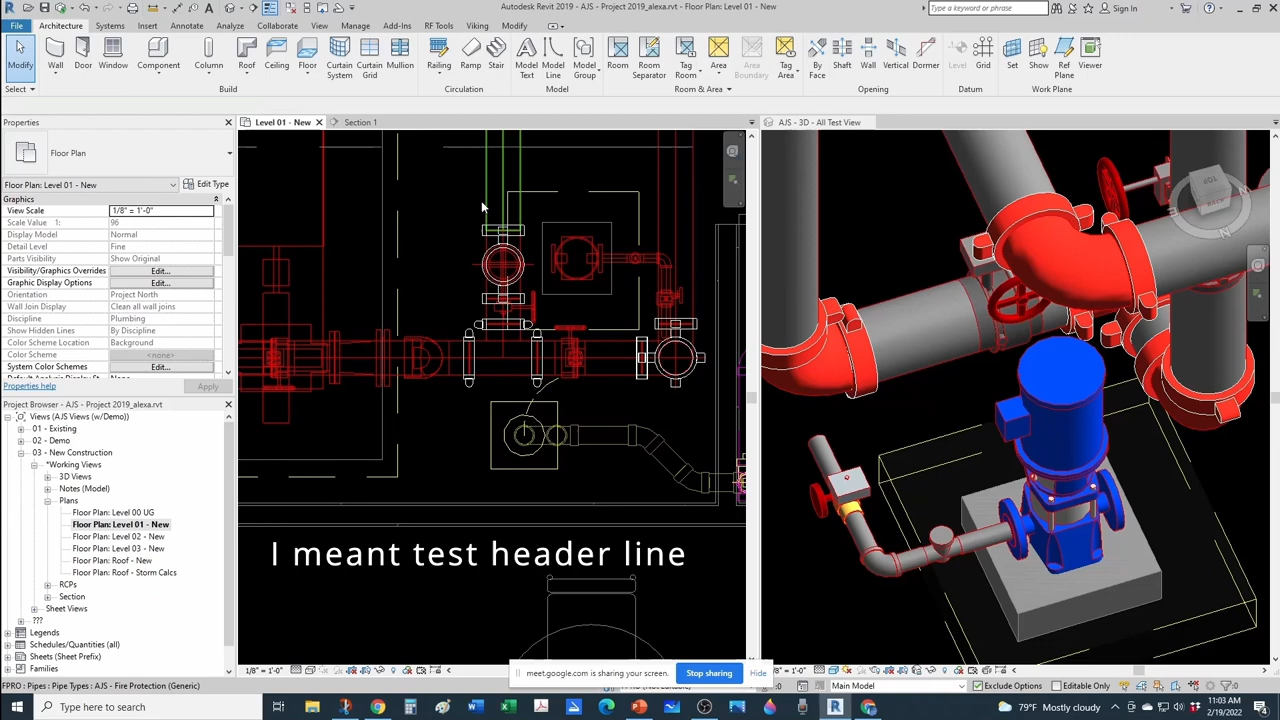 Autodesk Revit 2019 - AJS - Project 2019_alexa.rvt - Floor Plan: Level 01 - New
Type a keyword or phrase
Sign In
File Architecture Systems Insert Annotate Analyze Collaborate View Manage Add-Ins RF Tools Viking Modify
Modify Wall Door Window Component Column Roof Ceiling Floor Curtain System Curtain Grid Mullion Railing Ramp Stair Model Text Model Line Model Group Room Room Separator Tag Room Area Area Boundary Tag Area By Face Shaft Wall Vertical Dormer Level Grid Set Show Ref Plane Viewer
Select Build Circulation Model Room & Area Opening Datum Work Plane
Properties
Level 01 - New
Section 1
AJS - 3D - All Test View
Floor Plan
Floor Plan: Level 01 - New
Edit Type
Graphics
View Scale 1/8" = 1'-0"
Scale Value 1: 96
Display Model Normal
Detail Level Fine
Parts Visibility Show Original
Visibility/Graphics Overrides Edit...
Graphic Display Options Edit...
Orientation Project North
Wall Join Display Clean all wall joins
Discipline Plumbing
Show Hidden Lines By Discipline
Color Scheme Location Background
Color Scheme <none>
System Color Schemes Edit...
Properties help
Apply
Project Browser - AJS - Project 2019_alexa.rvt
Views (AJS Views (w/Demo))
01 - Existing
02 - Demo
03 - New Construction
*Working Views
3D Views
Notes (Model)
Plans
Floor Plan: Level 00 UG
Floor Plan: Level 01 - New
Floor Plan: Level 02 - New
Floor Plan: Level 03 - New
Floor Plan: Roof - New
Floor Plan: Roof - Storm Calcs
RCPs
Section
Sheet Views
???
Legends
Schedules/Quantities (all)
Sheets (Prefix)
Families
TOP
BACK
I meant test header line
1/8" = 1'-0"
meet.google.com is sharing your screen.
Stop sharing
Hide
Main Model
Exclude Options
Editable Only
Type here to search
79°F Mostly cloudy
11:03 AM
2/19/2022